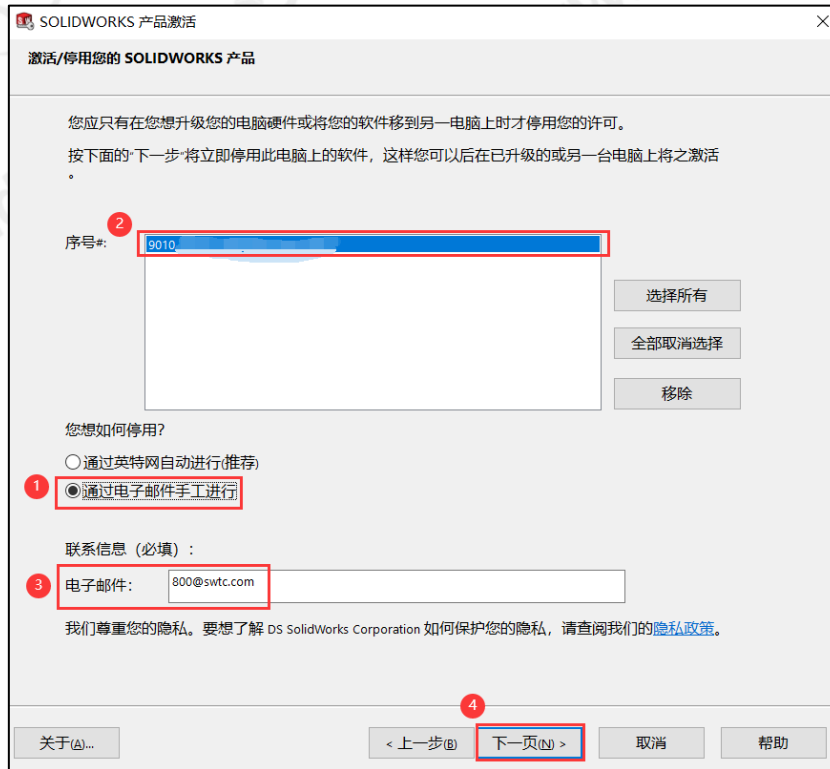 SOLIDWORKS 产品激活
激活/停用您的 SOLIDWORKS 产品
您应只有在您想升级您的电脑硬件或将您的软件移到另一电脑上时才停用您的许可。
按下面的“下一步”将立即停用此电脑上的软件，这样您可以后在已升级的或另一台电脑上将之激活
。
2
序号#:
9010
选择所有
全部取消选择
移除
您想如何停用?
通过英特网自动进行(推荐)
1
通过电子邮件手工进行
联系信息（必填）:
3
电子邮件:
800@swtc.com
我们尊重您的隐私。要想了解 DS SolidWorks Corporation 如何保护您的隐私，请查阅我们的隐私政策。
4
关于(A)...
< 上一步(B)
下一页(N) >
取消
帮助